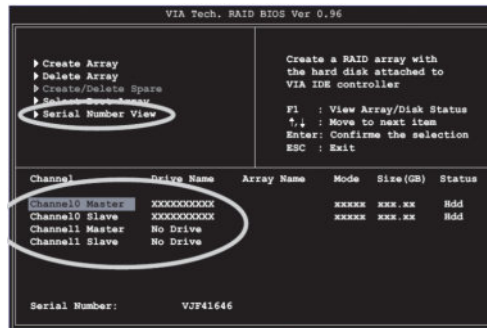 VIA Tech. RAID BIOS Ver 0.96
Create Array
Delete Array
Create/Delete Spare
Select Boot Array
Serial Number View
Create a RAID array with
the hard disk attached to
VIA IDE controller
F1 : View Array/Disk Status
↑,↓ : Move to next item
Enter: Confirme the selection
ESC : Exit
Channel Drive Name Array Name Mode Size(GB) Status
Channel0 Master XXXXXXXXXX XXXXX XXX.XX Hdd
Channel0 Slave XXXXXXXXXX XXXXX XXX.XX Hdd
Channel1 Master No Drive
Channel1 Slave No Drive
Serial Number: VJF41646